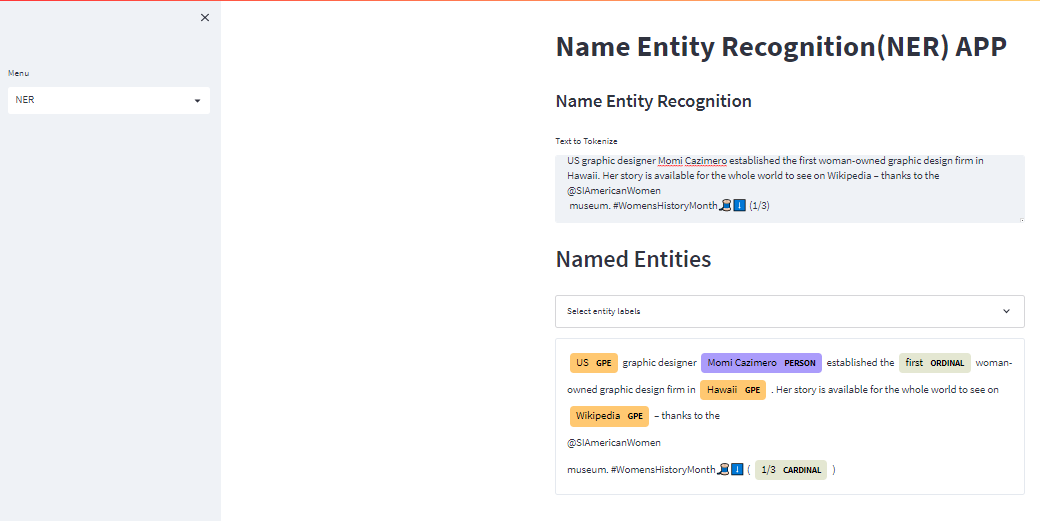 Menu
NER
Name Entity Recognition(NER) APP
Name Entity Recognition
Text to Tokenize
US graphic designer Momi Cazimero established the first woman-owned graphic design firm in
Hawaii. Her story is available for the whole world to see on Wikipedia – thanks to the
@SIAmericanWomen
museum. #WomensHistoryMonth🧵⬇️ (1/3)
Named Entities
Select entity labels
US GPE graphic designer Momi Cazimero PERSON established the first ORDINAL woman-
owned graphic design firm in Hawaii GPE . Her story is available for the whole world to see on
Wikipedia GPE – thanks to the
@SIAmericanWomen
museum. #WomensHistoryMonth🧵⬇️ ( 1/3 CARDINAL )